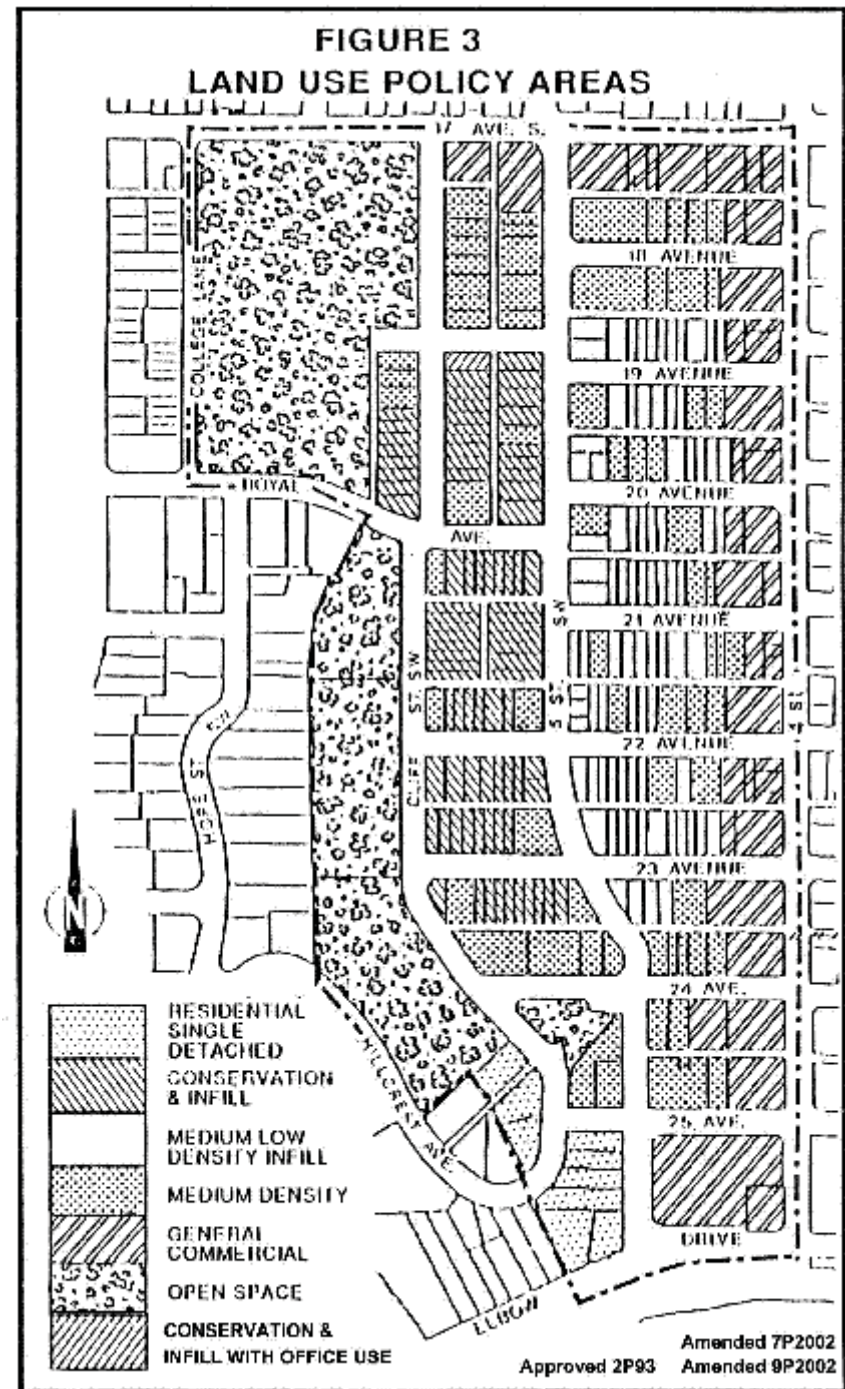 FIGURE 3
LAND USE POLICY AREAS
17 AVE. S.
COLLEGE LANE
18 AVENUE
19 AVENUE
ROYAL
AVE.
20 AVENUE
21 AVENUE
ST. SW
CLIFF
SW
5 ST.
4 ST.
22 AVENUE
HOPE ST.
23 AVENUE
N
24 AVE.
HILLCREST AVE.
25 AVE.
DRIVE
ELBOW
RESIDENTIAL
SINGLE
DETACHED
CONSERVATION
& INFILL
MEDIUM LOW
DENSITY INFILL
MEDIUM DENSITY
GENERAL
COMMERCIAL
OPEN SPACE
CONSERVATION &
INFILL WITH OFFICE USE
Amended 7P2002
Approved 2P93 Amended 9P2002